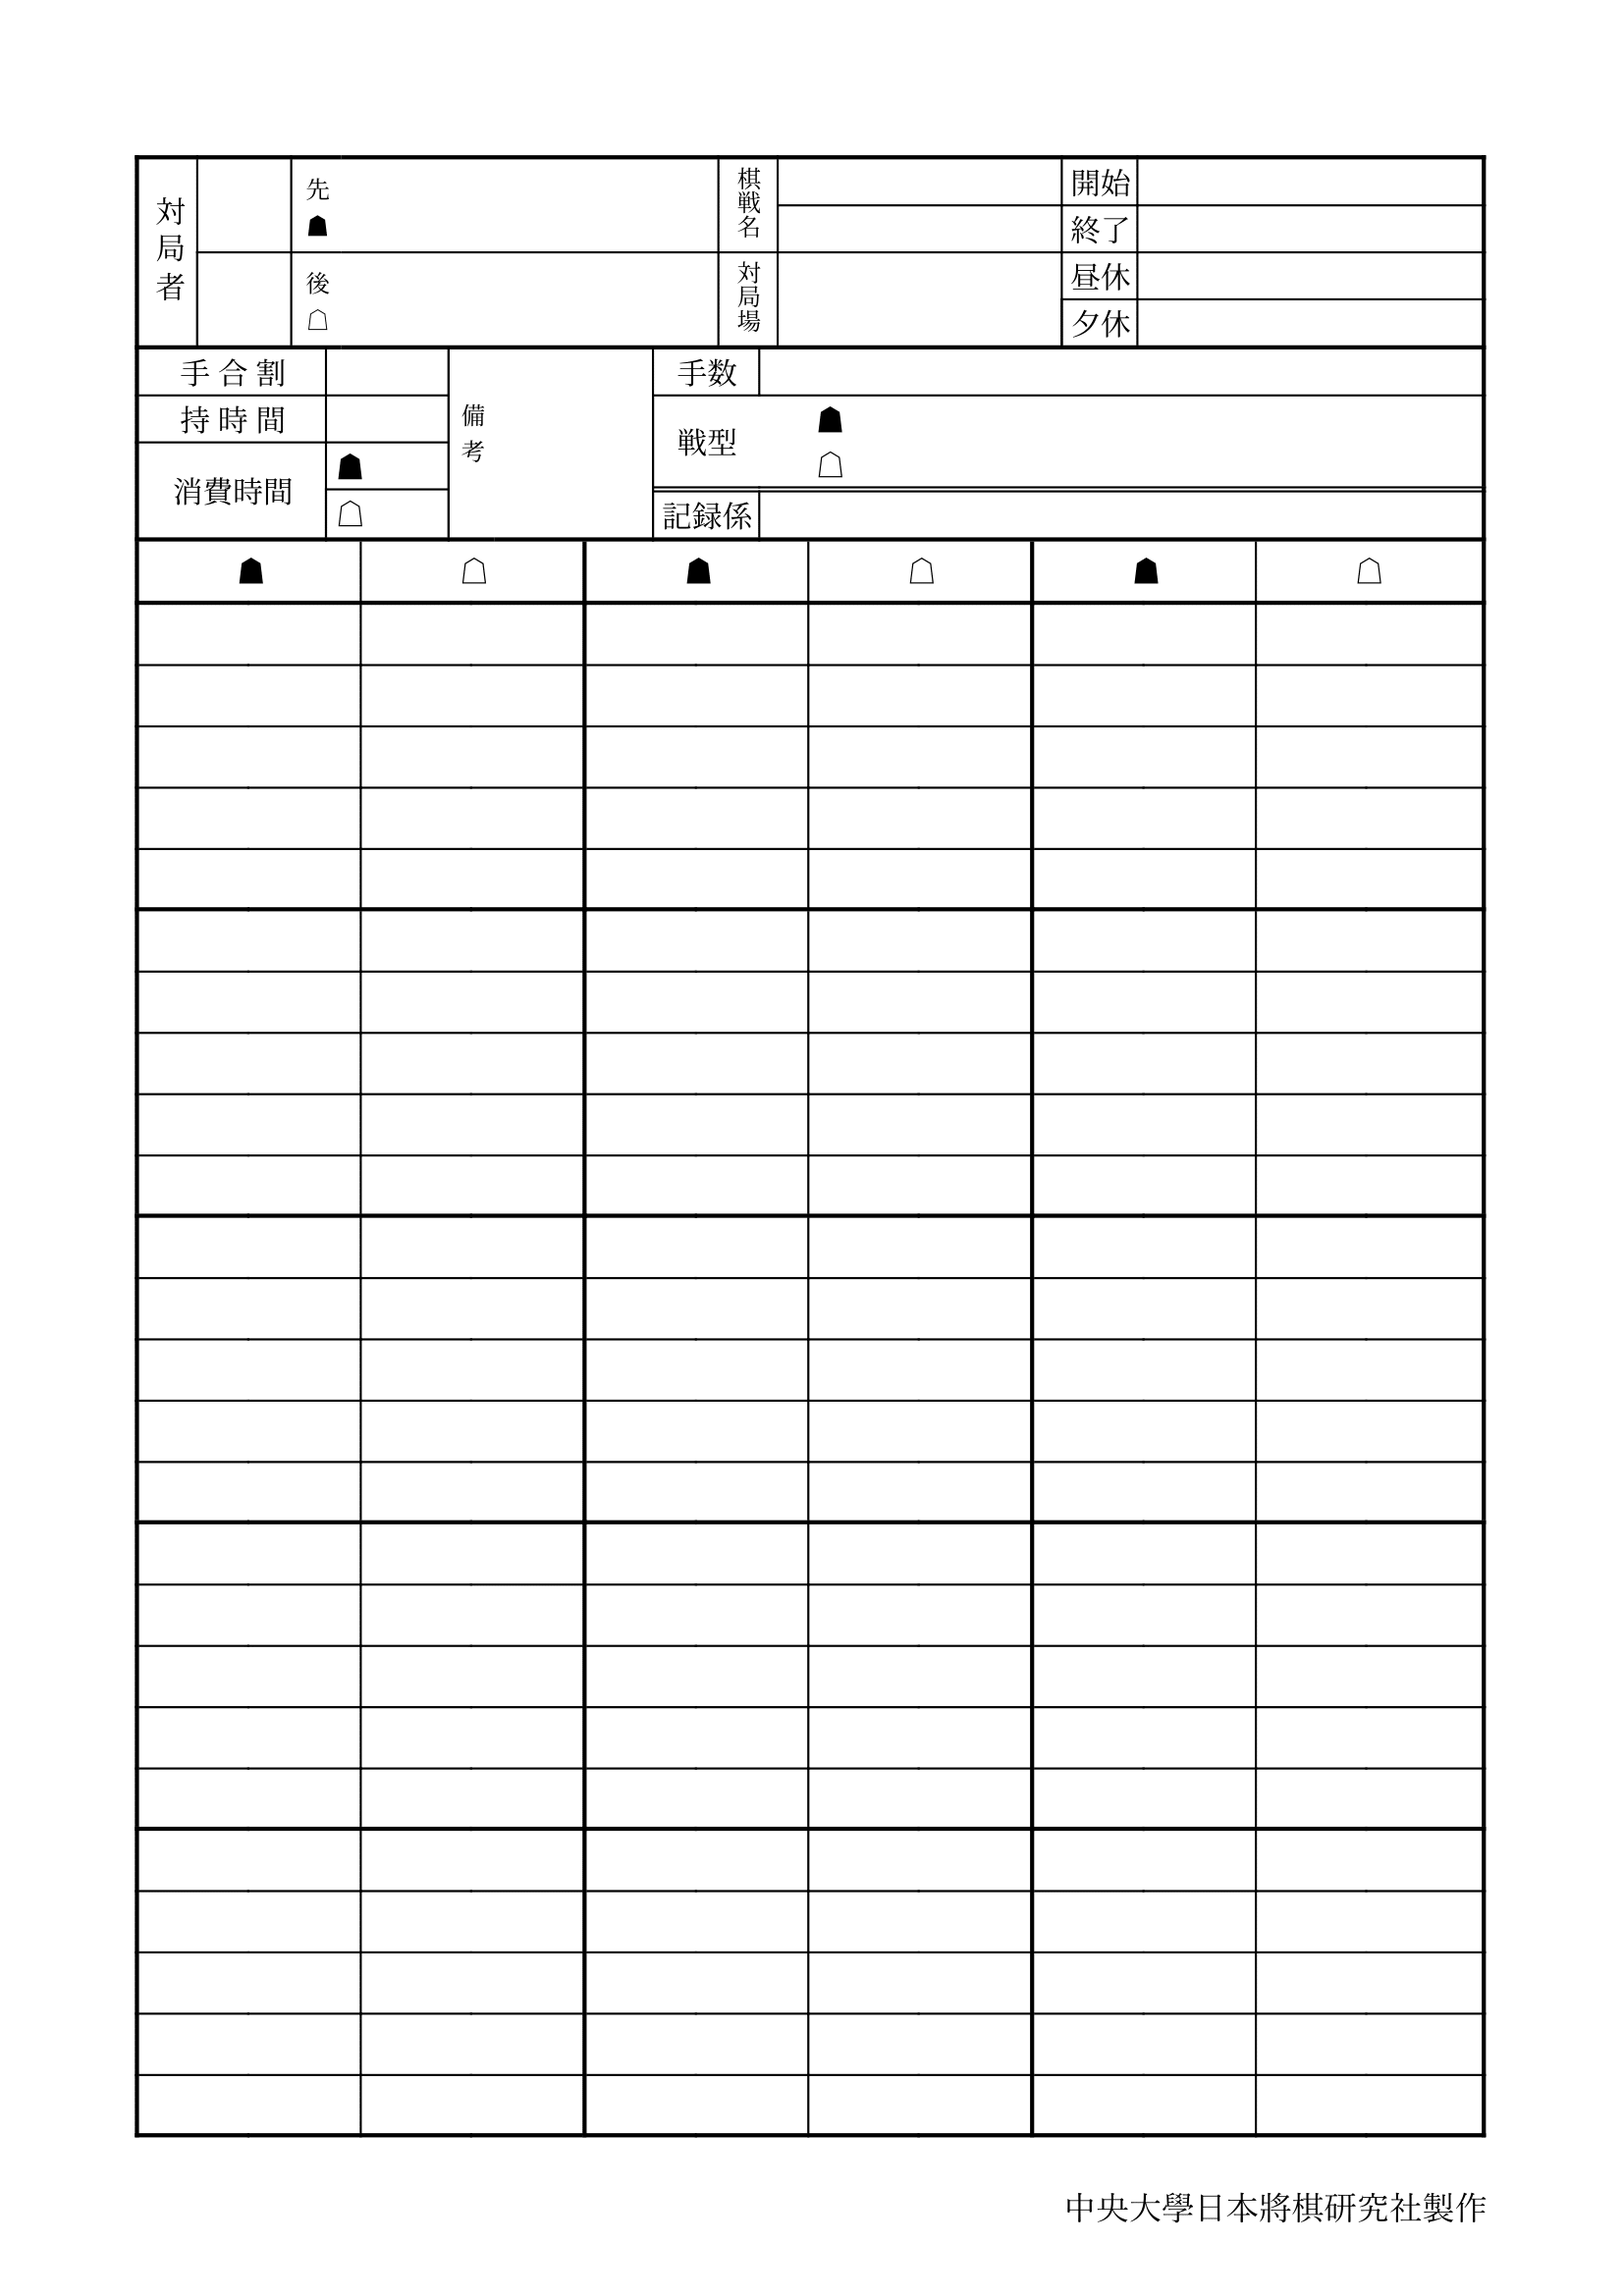 対局者
先
☗
後
☖
棋戦名
対局場
開始
終了
昼休
夕休
手合割
持時間
消費時間
☗
☖
備考
手数
戦型
☗
☖
記録係
☗ ☖ ☗ ☖ ☗ ☖
中央大學日本將棋研究社製作